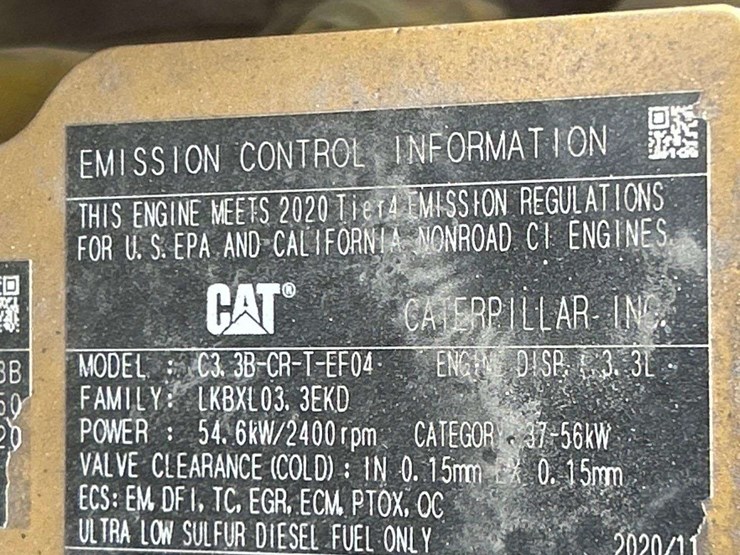 EMISSION CONTROL INFORMATION
THIS ENGINE MEETS 2020 Tier4 EMISSION REGULATIONS
FOR U.S. EPA AND CALIFORNIA NONROAD CI ENGINES.
CAT® CATERPILLAR INC.
MODEL : C3.3B-CR-T-EF04 ENGINE DISP. : 3.3L
FAMILY: LKBXL03.3EKD
POWER : 54.6kW/2400rpm CATEGORY 37-56kW
VALVE CLEARANCE (COLD) : IN 0.15mm EX 0.15mm
ECS: EM, DFI, TC, EGR, ECM, PTOX, OC
ULTRA LOW SULFUR DIESEL FUEL ONLY 2020/11